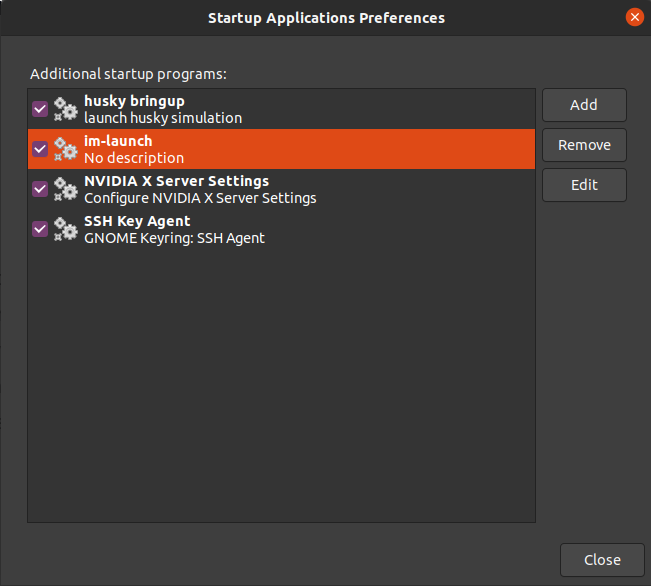 Startup Applications Preferences
Additional startup programs:
husky bringup
launch husky simulation
im-launch
No description
NVIDIA X Server Settings
Configure NVIDIA X Server Settings
SSH Key Agent
GNOME Keyring: SSH Agent
Add
Remove
Edit
Close